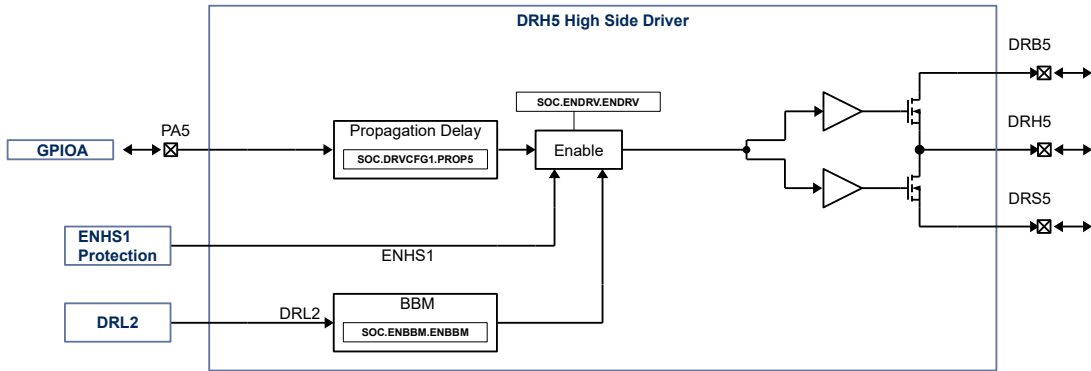 DRH5 High Side Driver
DRB5
SOC.ENDRV.ENDRV
PA5
Propagation Delay
DRH5
GPIOA
SOC.DRVCFG1.PROP5
Enable
DRS5
ENHS1
Protection
ENHS1
DRL2
BBM
DRL2
SOC.ENBBM.ENBBM